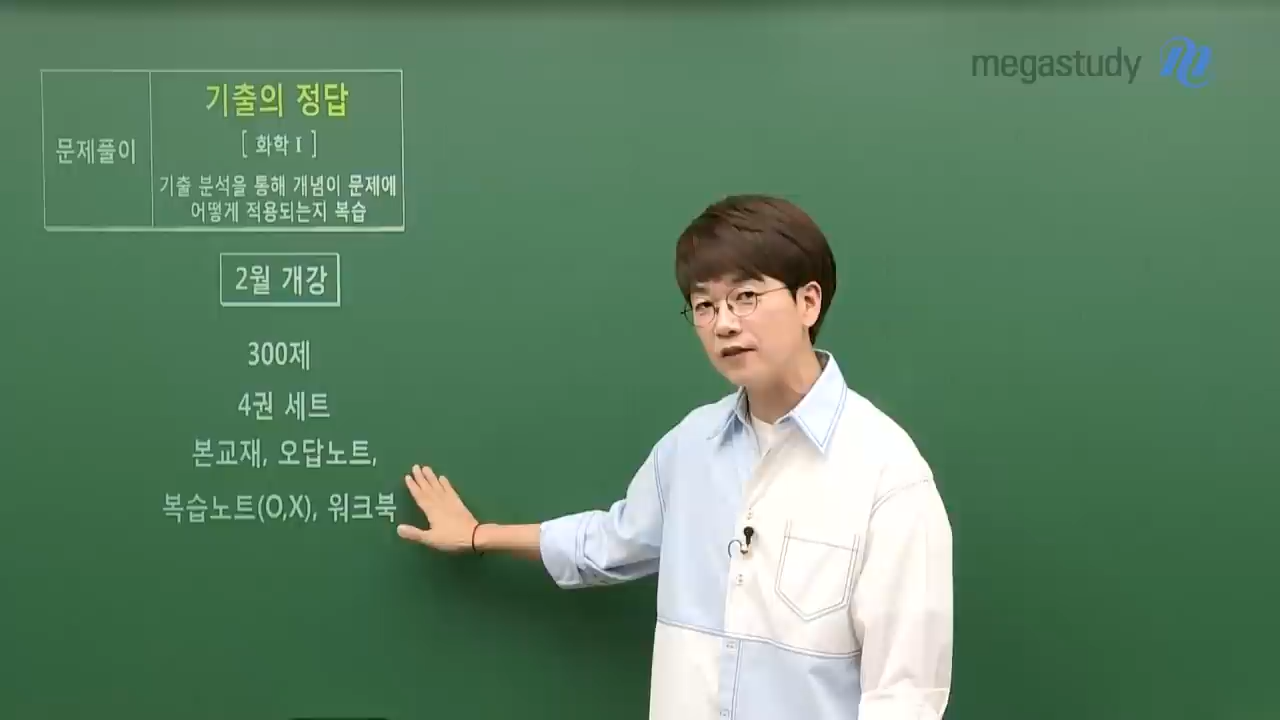 megastudy
문제풀이
기출의 정답
[ 화학 I ]
기출 분석을 통해 개념이 문제에
어떻게 적용되는지 복습
2월 개강
300제
4권 세트
본교재, 오답노트,
복습노트(O,X), 워크북